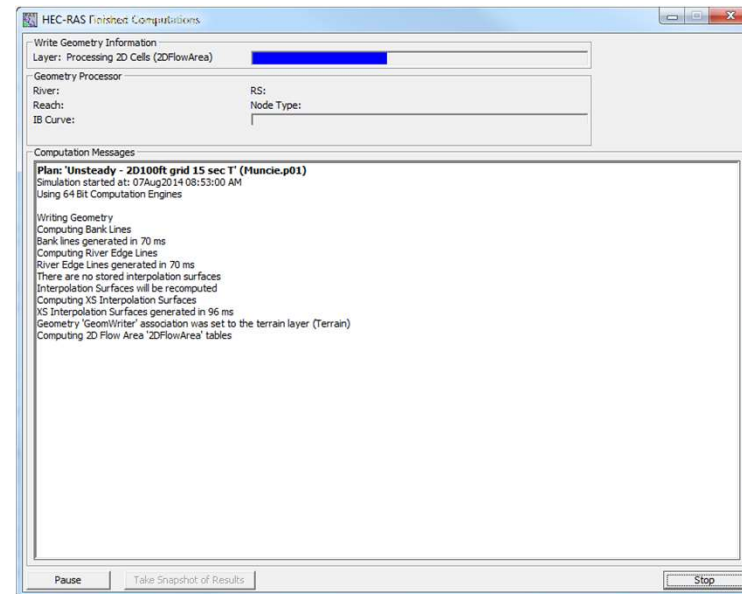 HEC-RAS Finished Computations
Write Geometry Information
Layer: Processing 2D Cells (2DFlowArea)
Geometry Processor
River: RS:
Reach: Node Type:
IB Curve:
Computation Messages
Plan: 'Unsteady - 2D100ft grid 15 sec T' (Muncie.p01)
Simulation started at: 07Aug2014 08:53:00 AM
Using 64 Bit Computation Engines
Writing Geometry
Computing Bank Lines
Bank lines generated in 70 ms
Computing River Edge Lines
River Edge Lines generated in 70 ms
There are no stored interpolation surfaces
Interpolation Surfaces will be recomputed
Computing XS Interpolation Surfaces
XS Interpolation Surfaces generated in 96 ms
Geometry 'GeomWriter' association was set to the terrain layer (Terrain)
Computing 2D Flow Area '2DFlowArea' tables
Pause Take Snapshot of Results Stop